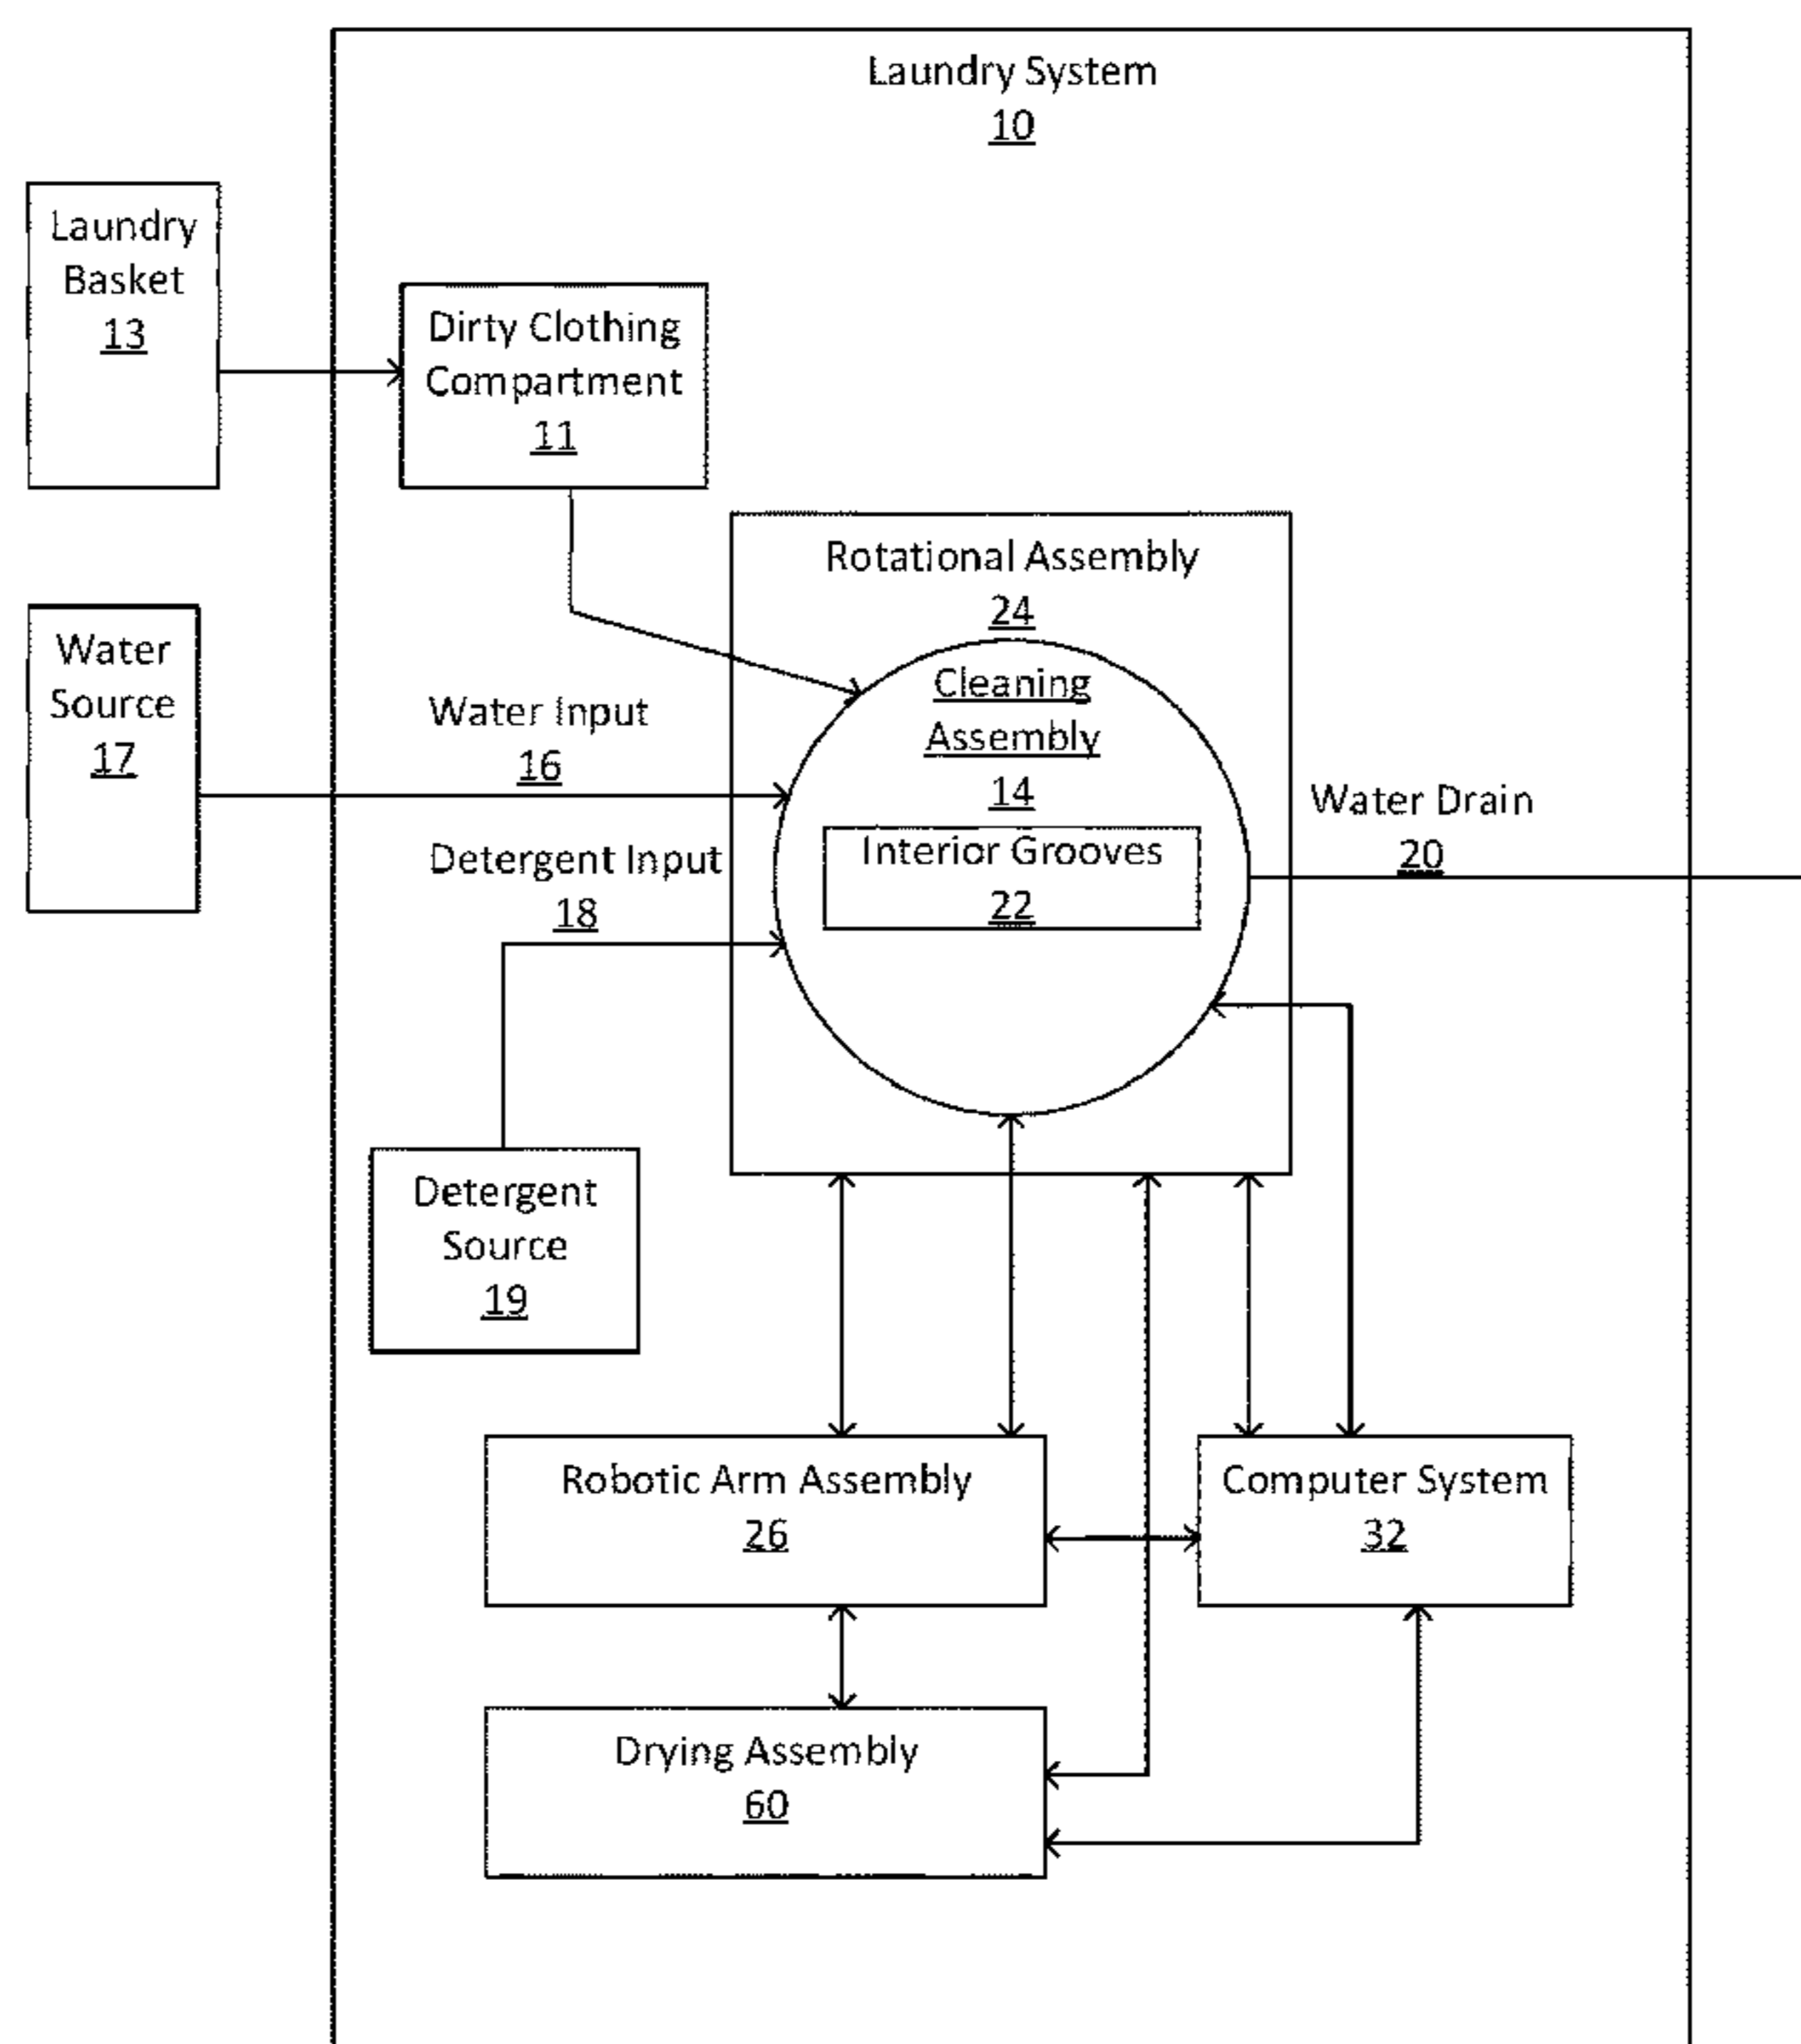 Laundry System
10
Laundry
Basket
13
Dirty Clothing
Compartment
11
Rotational Assembly
24
Water
Source
17
Cleaning
Assembly
14
Water Input
16
Water Drain
20
Detergent Input
18
Interior Grooves
22
Detergent
Source
19
Robotic Arm Assembly
26
Computer System
32
Drying Assembly
60